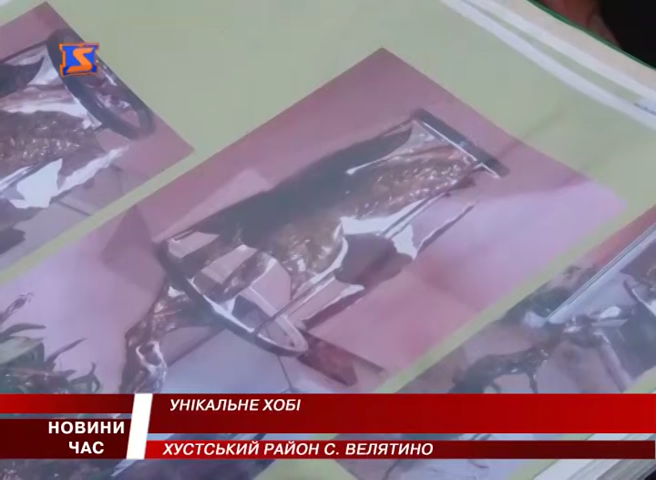 УНІКАЛЬНЕ ХОБІ
НОВИНИ
ЧАС
ХУСТСЬКИЙ РАЙОН С. ВЕЛЯТИНО